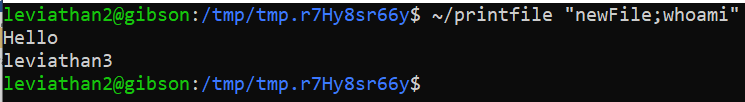 leviathan2@gibson:/tmp/tmp.r7Hy8sr66y$ ~/printfile "newFile;whoami"
Hello
leviathan3
leviathan2@gibson:/tmp/tmp.r7Hy8sr66y$